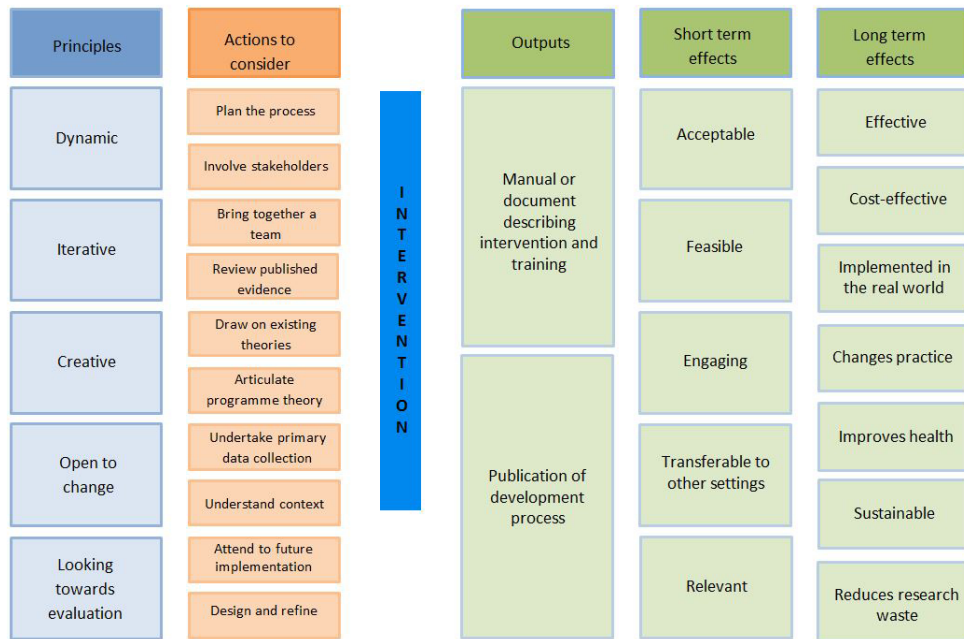 Principles
Dynamic
Iterative
Creative
Open to
change
Looking
towards
evaluation
Actions to
consider
Plan the process
Involve stakeholders
Bring together a
team
Review published
evidence
Draw on existing
theories
Articulate
programme theory
Undertake primary
data collection
Understand context
Attend to future
implementation
Design and refine
INTERVENTION
Outputs
Manual or
document
describing
intervention and
training
Publication of
development
process
Short term
effects
Acceptable
Feasible
Engaging
Transferable to
other settings
Relevant
Long term
effects
Effective
Cost-effective
Implemented in
the real world
Changes practice
Improves health
Sustainable
Reduces research
waste